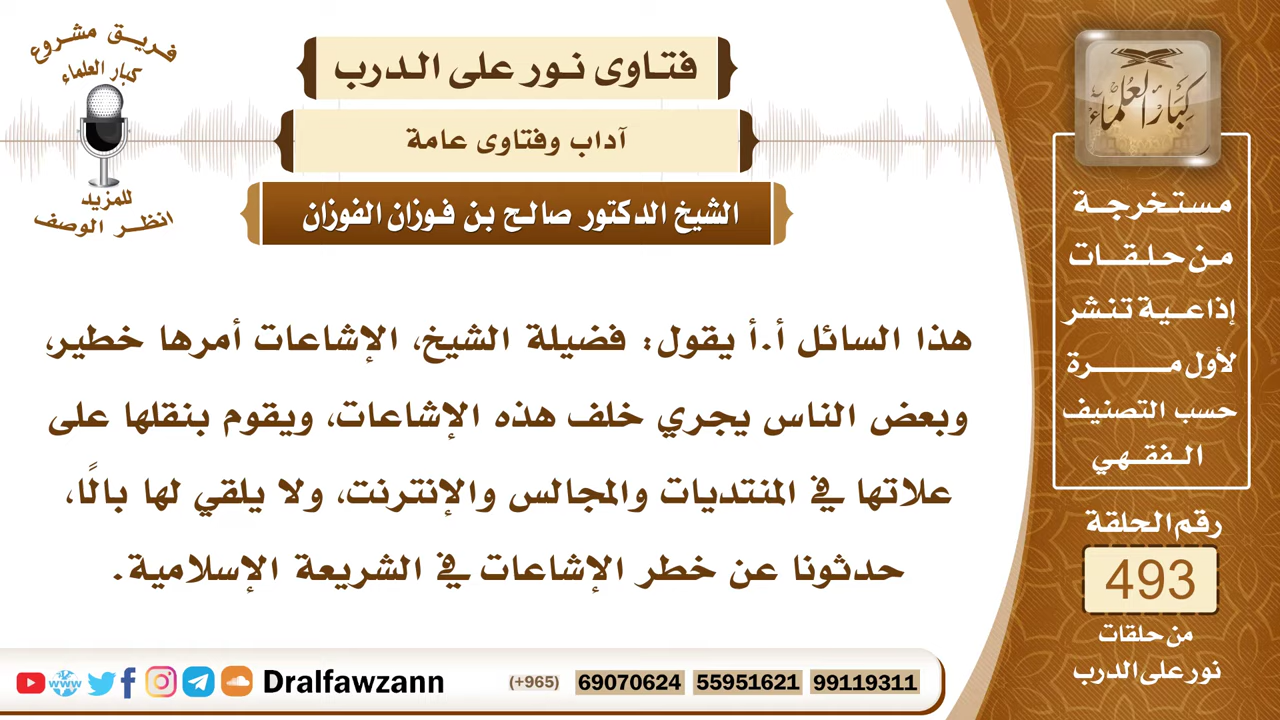 فريق مشروع
كبار العلماء
للمزيد
انظر الوصف
فتاوى نور على الدرب
آداب وفتاوى عامة
الشيخ الدكتور صالح بن فوزان الفوزان
هذا السائل أ.أ يقول: فضيلة الشيخ، الإشاعات أمرها خطير،
وبعض الناس يجري خلف هذه الإشاعات، ويقوم بنقلها على
علاتها في المنتديات والمجالس والإنترنت، ولا يلقي لها بالًا،
حدثونا عن خطر الإشاعات في الشريعة الإسلامية.
كبار العلماء
مستخرجة
من حلقات
إذاعية تنشر
لأول مرة
حسب التصنيف
الفقهي
رقم الحلقة
493
من حلقات
نور على الدرب
www
Dralfawzann
(+965) 69070624 55951621 99119311